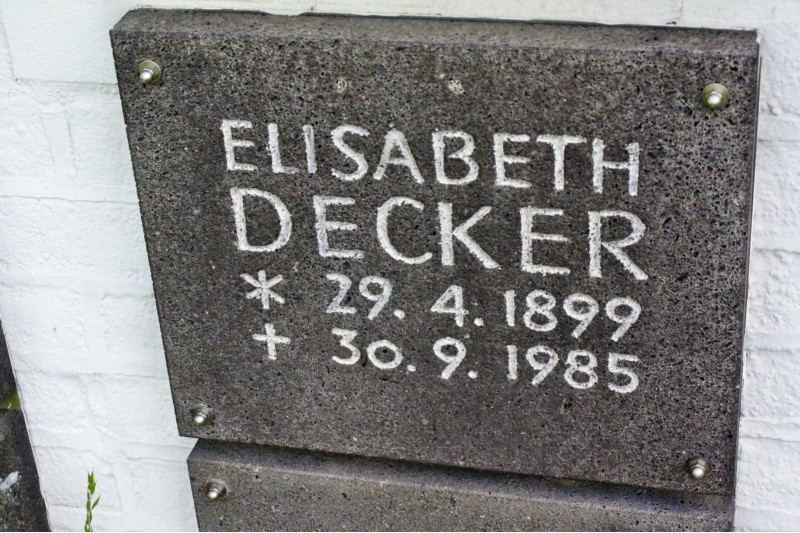 ELISABETH
DECKER
* 29. 4. 1899
+ 30. 9. 1985